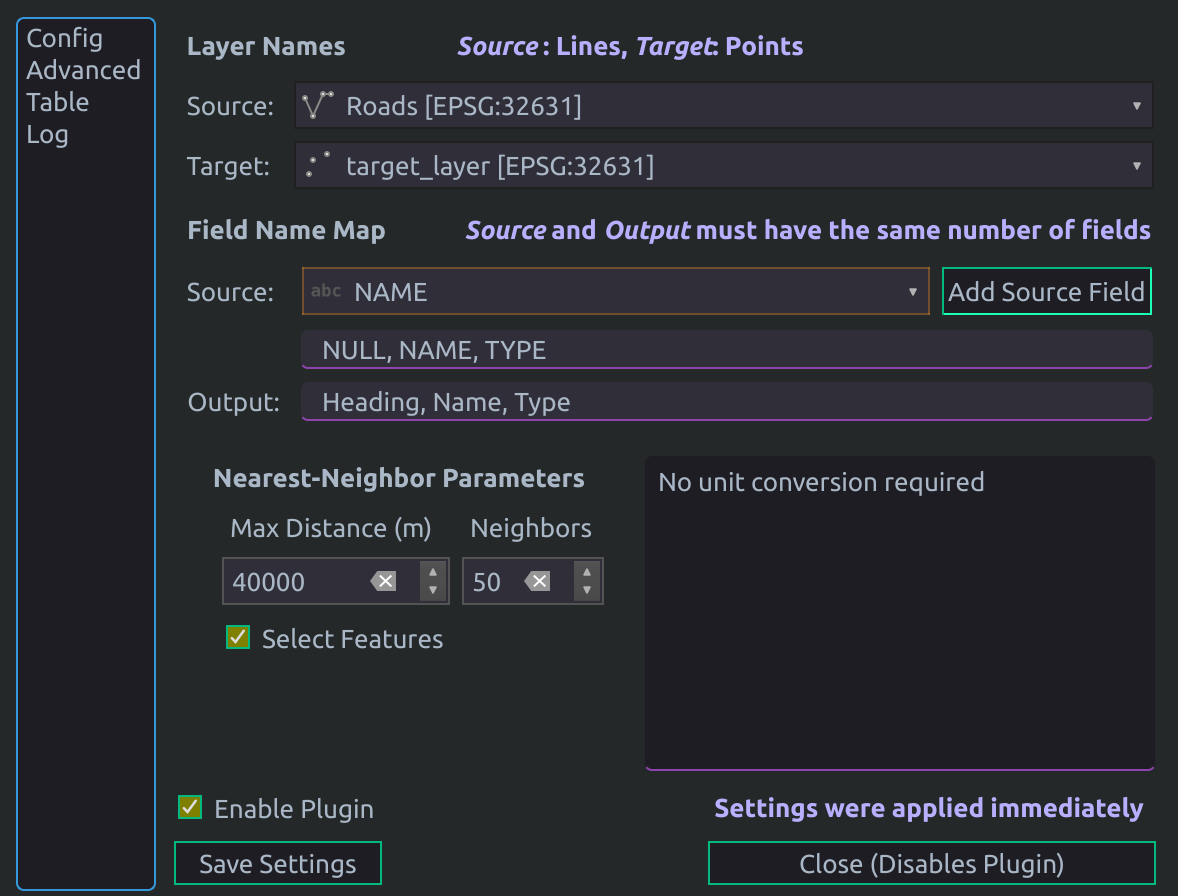 Config
Advanced
Table
Log
Layer Names Source: Lines, Target: Points
Source: Roads [EPSG:32631]
Target: target_layer [EPSG:32631]
Field Name Map Source and Output must have the same number of fields
Source: abc NAME Add Source Field
NULL, NAME, TYPE
Output: Heading, Name, Type
Nearest-Neighbor Parameters
No unit conversion required
Max Distance (m) Neighbors
40000 50
Select Features
Enable Plugin Settings were applied immediately
Save Settings Close (Disables Plugin)